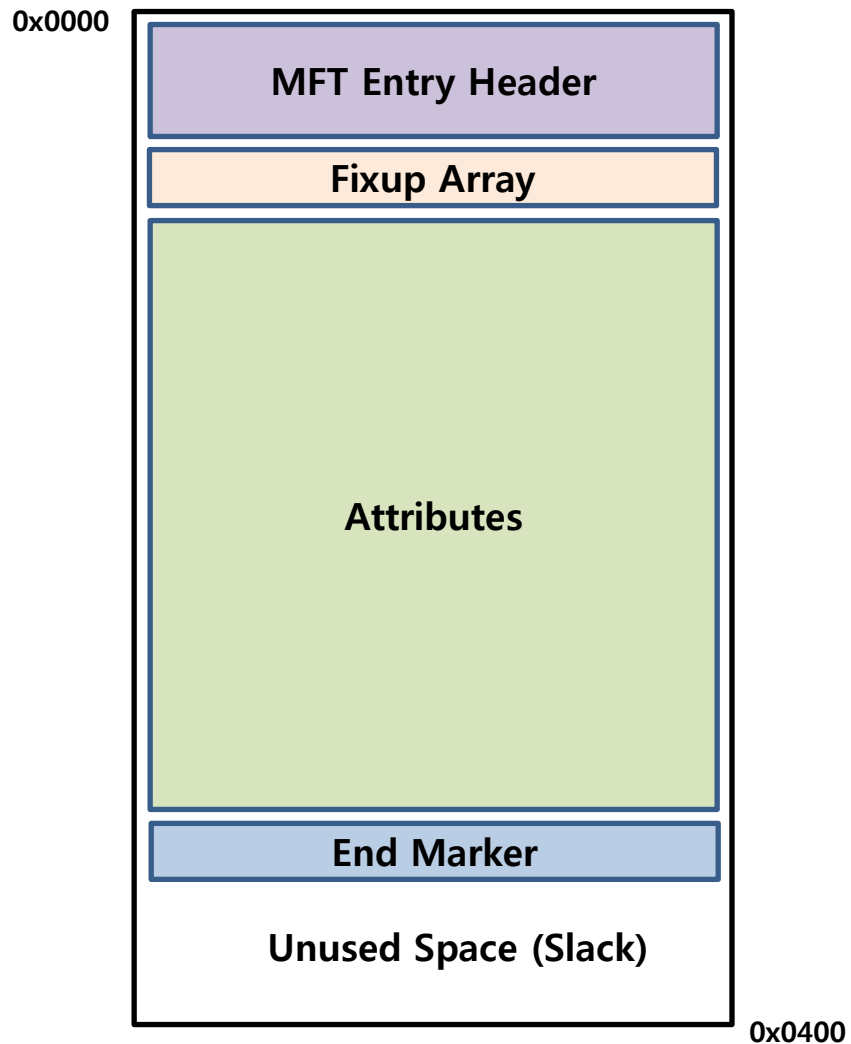 0x0000
MFT Entry Header
Fixup Array
Attributes
End Marker
Unused Space (Slack)
0x0400